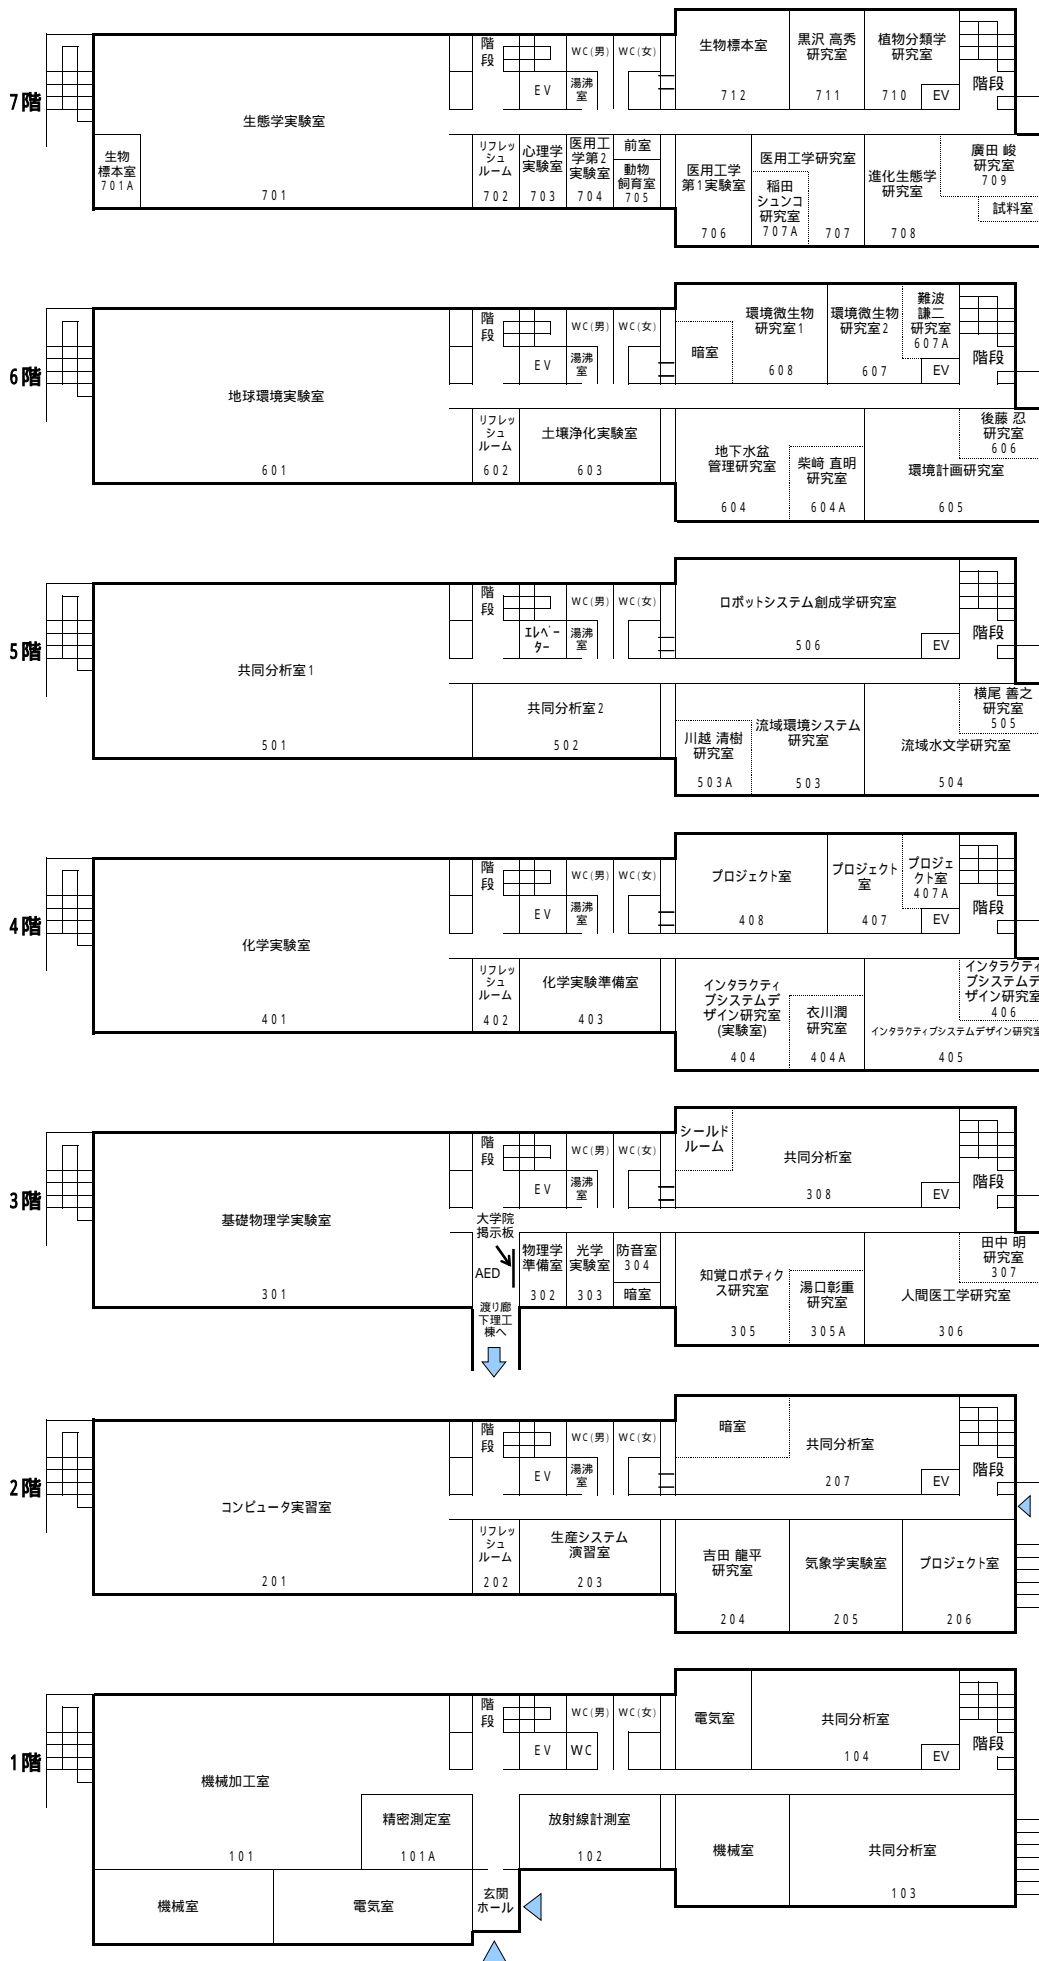 7階
生態学実験室
701
生物
標本室
701A
階
段
EV
WC(男)
WC(女)
湯沸
室
生物標本室
712
黒沢 高秀
研究室
711
植物分類学
研究室
710
EV
階段
リフレッ
シュ
ルーム
702
心理学
実験室
703
医用工
学第2
実験室
704
前室
動物
飼育室
705
医用工学
第1実験室
706
医用工学研究室
稲田
シュンコ
研究室
707A
707
進化生態学
研究室
708
廣田 峻
研究室
709
試料室
6階
地球環境実験室
601
階
段
EV
WC(男)
WC(女)
湯沸
室
暗室
環境微生物
研究室1
608
環境微生物
研究室2
607
難波
謙二
研究室
607A
EV
階段
リフレッ
シュ
ルーム
602
土壌浄化実験室
603
地下水盆
管理研究室
604
柴﨑 直明
研究室
604A
環境計画研究室
605
後藤 忍
研究室
606
5階
共同分析室1
501
階
段
エレベー
ター
WC(男)
WC(女)
湯沸
室
ロボットシステム創成学研究室
506
EV
階段
共同分析室2
502
川越 清樹
研究室
503A
流域環境システム
研究室
503
流域水文学研究室
504
横尾 善之
研究室
505
4階
化学実験室
401
階
段
EV
WC(男)
WC(女)
湯沸
室
プロジェクト室
408
プロジェクト
室
407
プロジェ
クト室
407A
EV
階段
リフレッ
シュ
ルーム
402
化学実験準備室
403
インタラクティ
ブシステムデ
ザイン研究室
(実験室)
404
衣川潤
研究室
404A
インタラクティブシステムデザイン研究室
405
インタラクティ
ブシステムデ
ザイン研究室
406
3階
基礎物理学実験室
301
階
段
EV
WC(男)
WC(女)
湯沸
室
シールド
ルーム
共同分析室
308
EV
階段
大学院
掲示板
AED
渡り廊
下理工
棟へ
物理学
準備室
302
光学
実験室
303
防音室
304
暗室
知覚ロボティク
ス研究室
305
湯口彰重
研究室
305A
人間医工学研究室
306
田中 明
研究室
307
2階
コンピュータ実習室
201
階
段
EV
WC(男)
WC(女)
湯沸
室
暗室
共同分析室
207
EV
階段
リフレッ
シュ
ルーム
202
生産システム
演習室
203
吉田 龍平
研究室
204
気象学実験室
205
プロジェクト室
206
1階
機械加工室
101
精密測定室
101A
機械室
電気室
玄関
ホール
階
段
EV
WC(男)
WC(女)
WC
電気室
共同分析室
104
EV
階段
放射線計測室
102
機械室
共同分析室
103